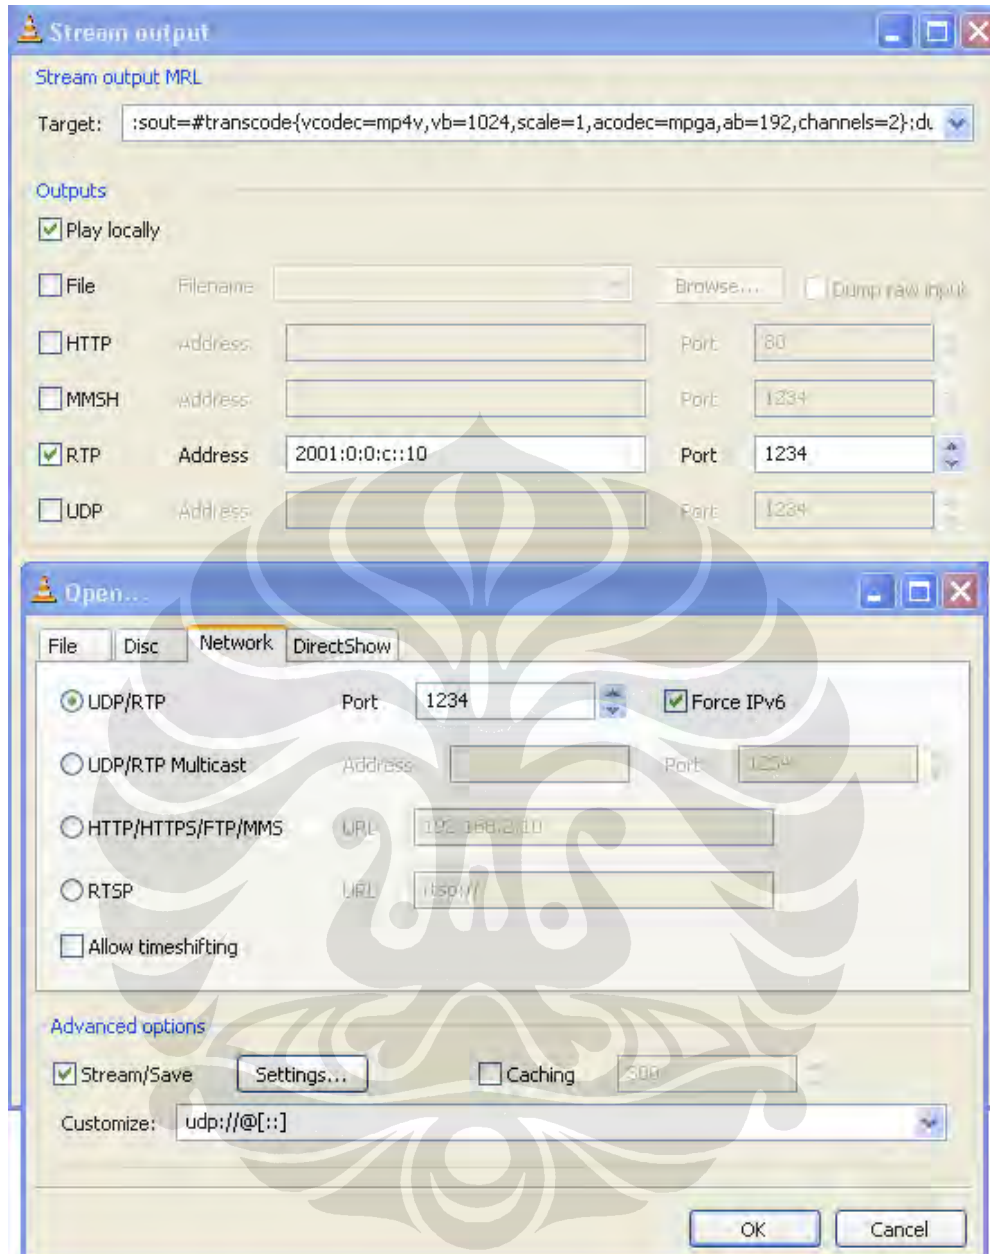 Stream output
Stream output MRL
Target: :sout=#transcode{vcodec=mp4v,vb=1024,scale=1,acodec=mpga,ab=192,channels=2}:du
Outputs
Play locally
File Filename Browse... Dump raw input
HTTP Address Port 80
MMSH Address Port 1234
RTP Address 2001:0:0:c::10 Port 1234
UDP Address Port 1234
Open...
File Disc Network DirectShow
UDP/RTP Port 1234 Force IPv6
UDP/RTP Multicast Address Port 1234
HTTP/HTTPS/FTP/MMS URL 192.168.2.10
RTSP URL rtsp://
Allow timeshifting
Advanced options
Stream/Save Settings... Caching 300
Customize: udp://@[::]
OK Cancel